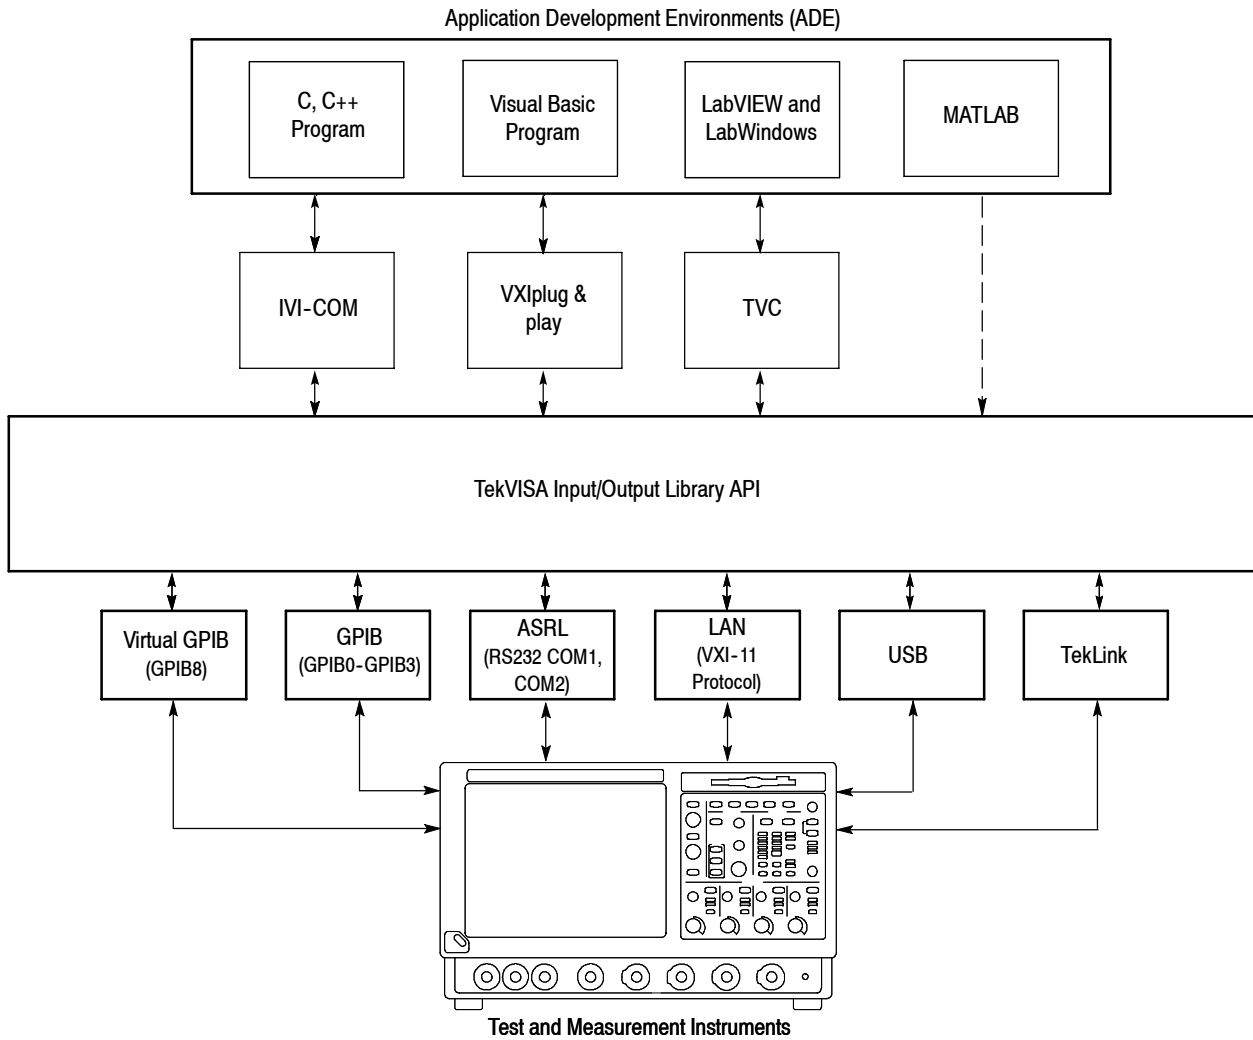 Application Development Environments (ADE)
C, C++
Program
Visual Basic
Program
LabVIEW and
LabWindows
MATLAB
IVI-COM
VXIplug &
play
TVC
TekVISA Input/Output Library API
Virtual GPIB
(GPIB8)
GPIB
(GPIB0-GPIB3)
ASRL
(RS232 COM1,
COM2)
LAN
(VXI-11
Protocol)
USB
TekLink
Test and Measurement Instruments